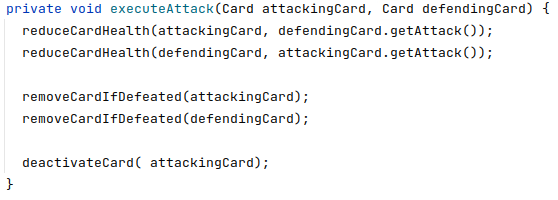 private void executeAttack(Card attackingCard, Card defendingCard) {
reduceCardHealth(attackingCard, defendingCard.getAttack());
reduceCardHealth(defendingCard, attackingCard.getAttack());
removeCardIfDefeated(attackingCard);
removeCardIfDefeated(defendingCard);
deactivateCard( attackingCard);
}